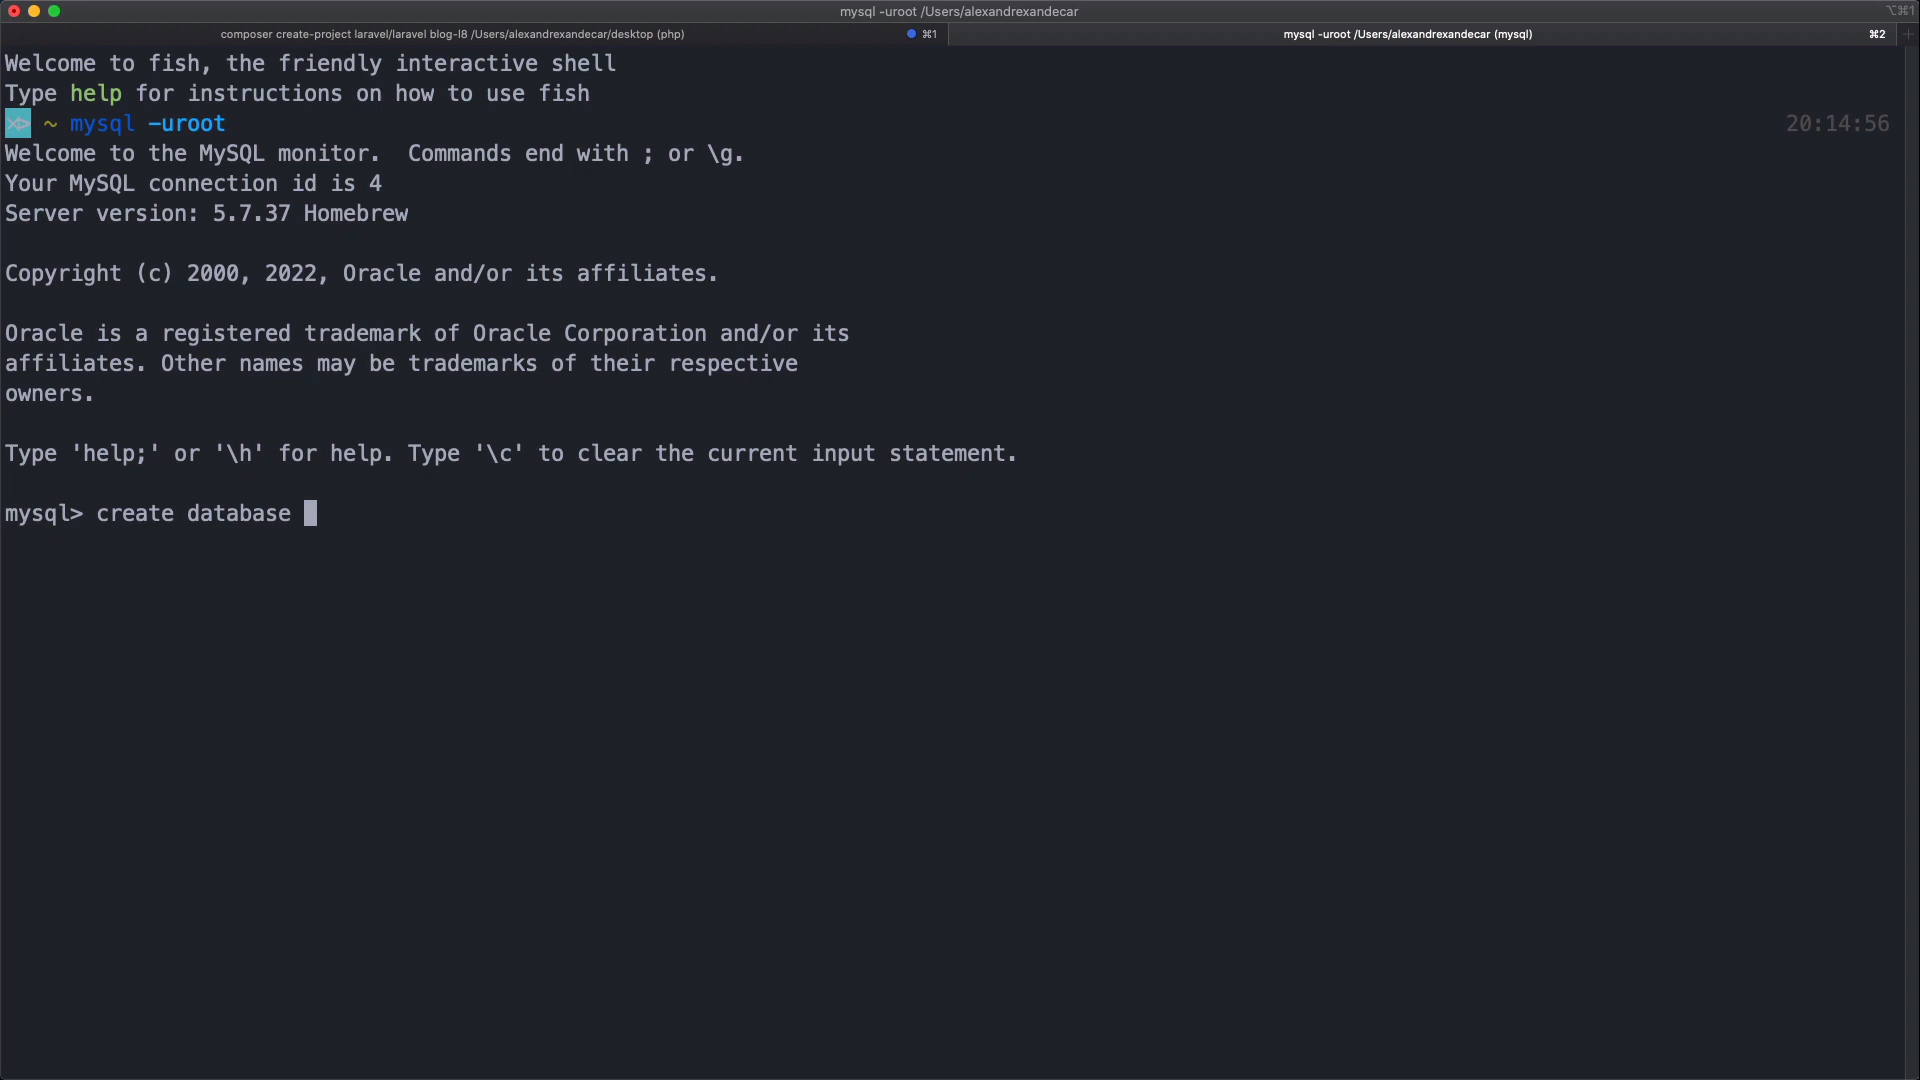 mysql -uroot /Users/alexandrexandecar
⌥⌘1
composer create-project laravel/laravel blog-l8 /Users/alexandrexandecar/desktop (php)
⌘1
mysql -uroot /Users/alexandrexandecar (mysql)
⌘2
Welcome to fish, the friendly interactive shell
Type help for instructions on how to use fish
~ mysql -uroot
20:14:56
Welcome to the MySQL monitor.  Commands end with ; or \g.
Your MySQL connection id is 4
Server version: 5.7.37 Homebrew
Copyright (c) 2000, 2022, Oracle and/or its affiliates.
Oracle is a registered trademark of Oracle Corporation and/or its
affiliates. Other names may be trademarks of their respective
owners.
Type 'help;' or '\h' for help. Type '\c' to clear the current input statement.
mysql> create database